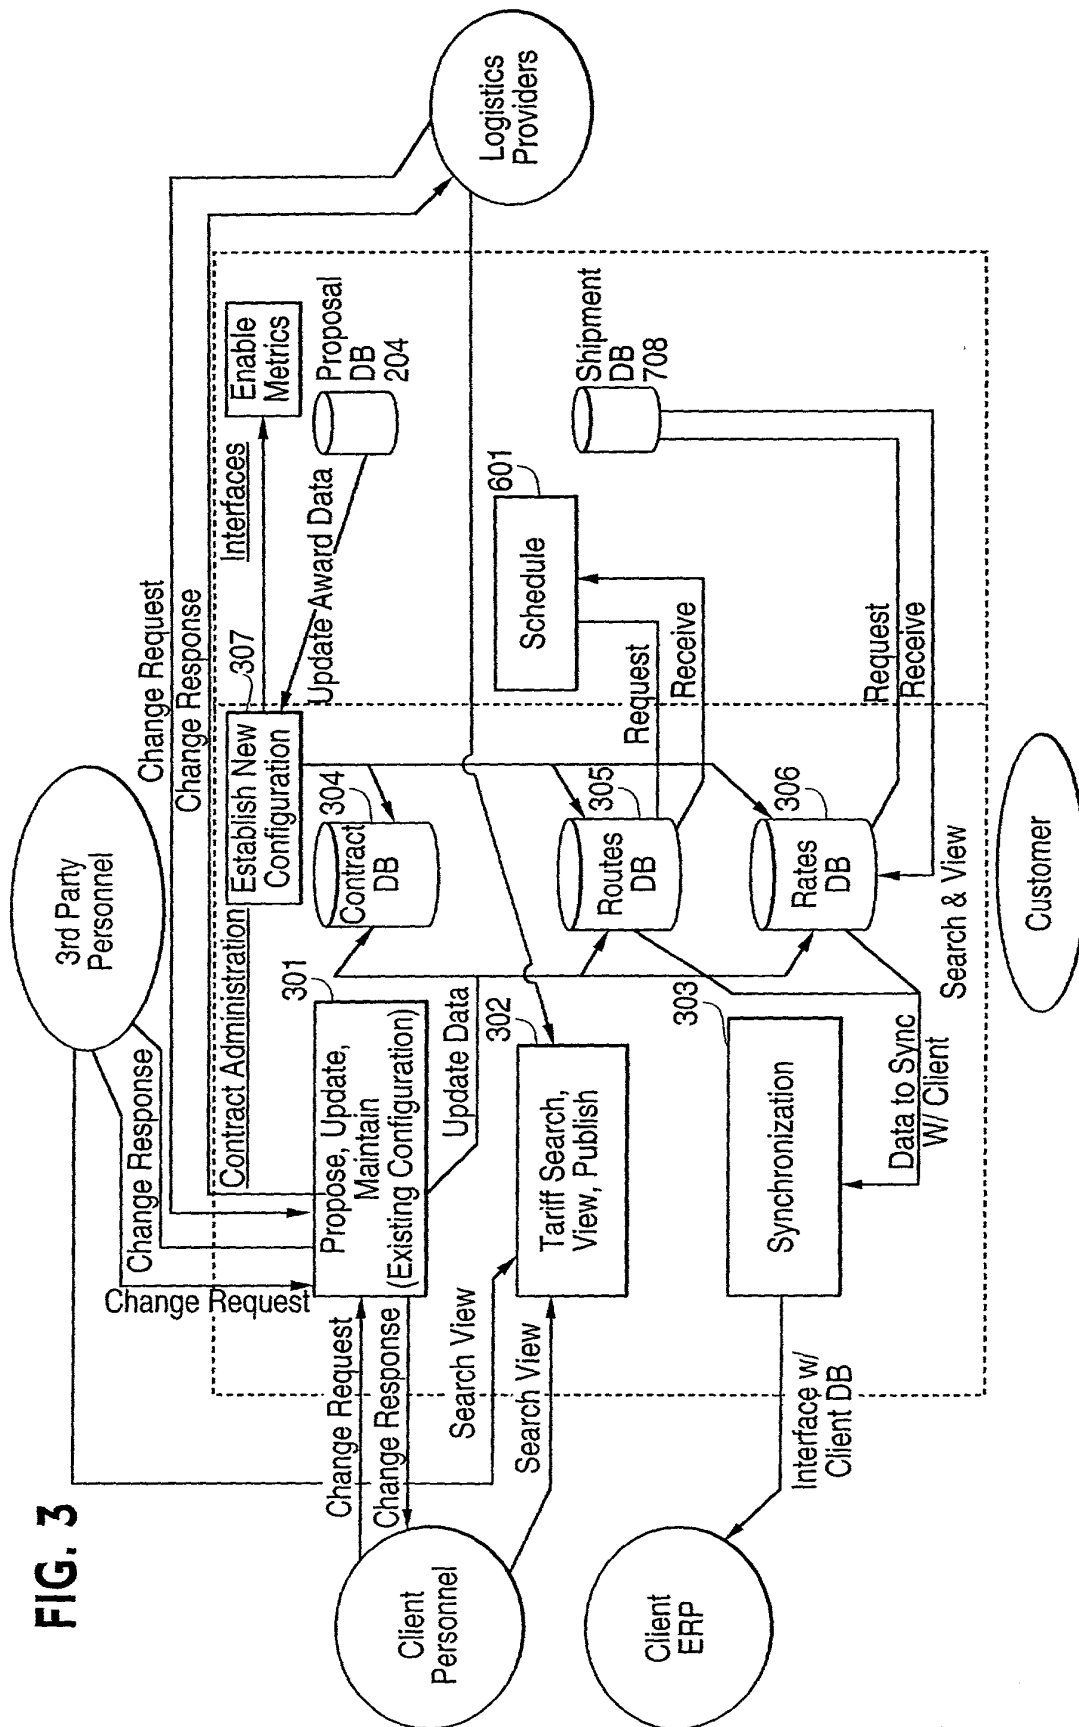 FIG. 3
3rd Party
Personnel
Change Request
Change Response
Change Response
Change Request
Contract Administration
Interfaces
307
Establish New
Configuration
Enable
Metrics
Logistics
Providers
Change Request
Change Response
Client
Personnel
301
Propose, Update,
Maintain
(Existing Configuration)
304
Contract
DB
Update Award Data
Proposal
DB
204
Update Data
Search View
Search View
302
Tariff Search,
View, Publish
305
Routes
DB
601
Schedule
Request
Receive
Shipment
DB
708
Client
ERP
Interface w/
Client DB
303
Synchronization
306
Rates
DB
Data to Sync
W/ Client
Request
Receive
Search & View
Customer